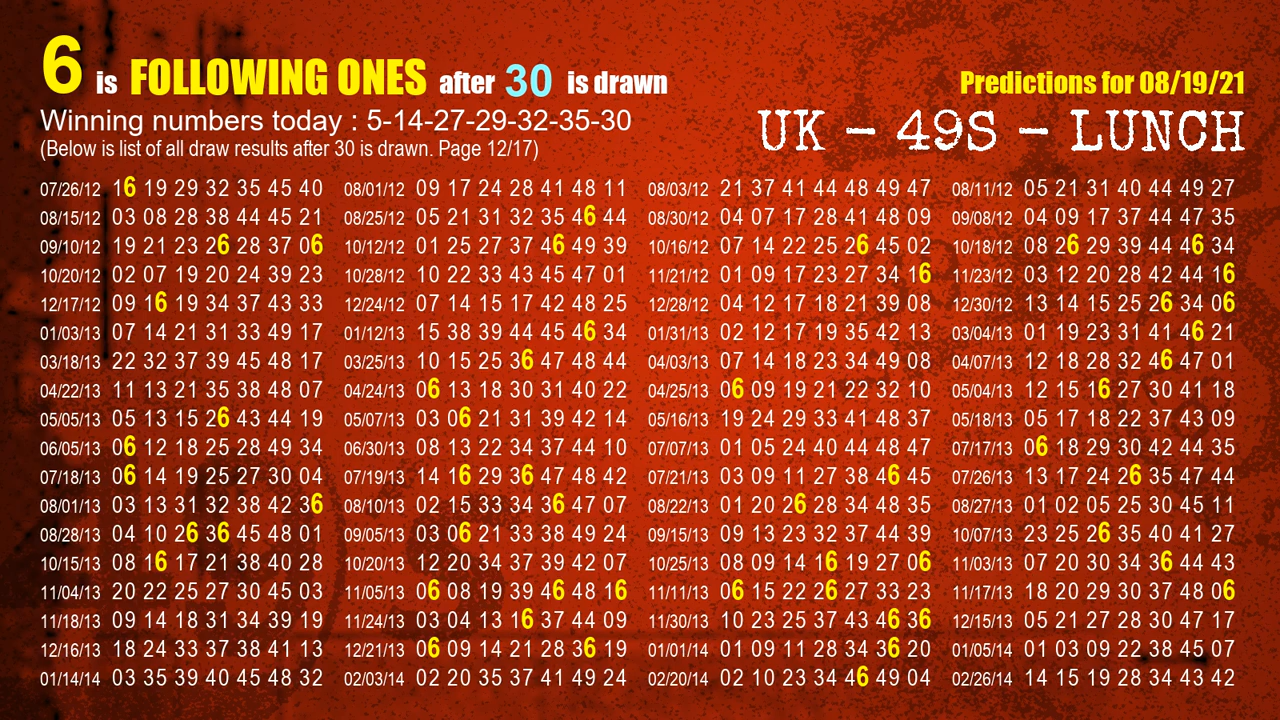 6 is FOLLOWING ONES after 30 is drawn
Predictions for 08/19/21
Winning numbers today : 5-14-27-29-32-35-30
UK - 49S - LUNCH
(Below is list of all draw results after 30 is drawn. Page 12/17)
07/26/12 16 19 29 32 35 45 40 08/01/12 09 17 24 28 41 48 11 08/03/12 21 37 41 44 48 49 47 08/11/12 05 21 31 40 44 49 27
08/15/12 03 08 28 38 44 45 21 08/25/12 05 21 31 32 35 46 44 08/30/12 04 07 17 28 41 48 09 09/08/12 04 09 17 37 44 47 35
09/10/12 19 21 23 26 28 37 06 10/12/12 01 25 27 37 46 49 39 10/16/12 07 14 22 25 26 45 02 10/18/12 08 26 29 39 44 46 34
10/20/12 02 07 19 20 24 39 23 10/28/12 10 22 33 43 45 47 01 11/21/12 01 09 17 23 27 34 16 11/23/12 03 12 20 28 42 44 16
12/17/12 09 16 19 34 37 43 33 12/24/12 07 14 15 17 42 48 25 12/28/12 04 12 17 18 21 39 08 12/30/12 13 14 15 25 26 34 06
01/03/13 07 14 21 31 33 49 17 01/12/13 15 38 39 44 45 46 34 01/31/13 02 12 17 19 35 42 13 03/04/13 01 19 23 31 41 46 21
03/18/13 22 32 37 39 45 48 17 03/25/13 10 15 25 36 47 48 44 04/03/13 07 14 18 23 34 49 08 04/07/13 12 18 28 32 46 47 01
04/22/13 11 13 21 35 38 48 07 04/24/13 06 13 18 30 31 40 22 04/25/13 06 09 19 21 22 32 10 05/04/13 12 15 16 27 30 41 18
05/05/13 05 13 15 26 43 44 19 05/07/13 03 06 21 31 39 42 14 05/16/13 19 24 29 33 41 48 37 05/18/13 05 17 18 22 37 43 09
06/05/13 06 12 18 25 28 49 34 06/30/13 08 13 22 34 37 44 10 07/07/13 01 05 24 40 44 48 47 07/17/13 06 18 29 30 42 44 35
07/18/13 06 14 19 25 27 30 04 07/19/13 14 16 29 36 47 48 42 07/21/13 03 09 11 27 38 46 45 07/26/13 13 17 24 26 35 47 44
08/01/13 03 13 31 32 38 42 36 08/10/13 02 15 33 34 36 47 07 08/22/13 01 20 26 28 34 48 35 08/27/13 01 02 05 25 30 45 11
08/28/13 04 10 26 36 45 48 01 09/05/13 03 06 21 33 38 49 24 09/15/13 09 13 23 32 37 44 39 10/07/13 23 25 26 35 40 41 27
10/15/13 08 16 17 21 38 40 28 10/20/13 12 20 34 37 39 42 07 10/25/13 08 09 14 16 19 27 06 11/03/13 07 20 30 34 36 44 43
11/04/13 20 22 25 27 30 45 03 11/05/13 06 08 19 39 46 48 16 11/11/13 06 15 22 26 27 33 23 11/17/13 18 20 29 30 37 48 06
11/18/13 09 14 18 31 34 39 19 11/24/13 03 04 13 16 37 44 09 11/30/13 10 23 25 37 43 46 36 12/15/13 05 21 27 28 30 47 17
12/16/13 18 24 33 37 38 41 13 12/21/13 06 09 14 21 28 36 19 01/01/14 01 09 11 28 34 36 20 01/05/14 01 03 09 22 38 45 07
01/14/14 03 35 39 40 45 48 32 02/03/14 02 20 35 37 41 49 24 02/20/14 02 10 23 34 46 49 04 02/26/14 14 15 19 28 34 43 42